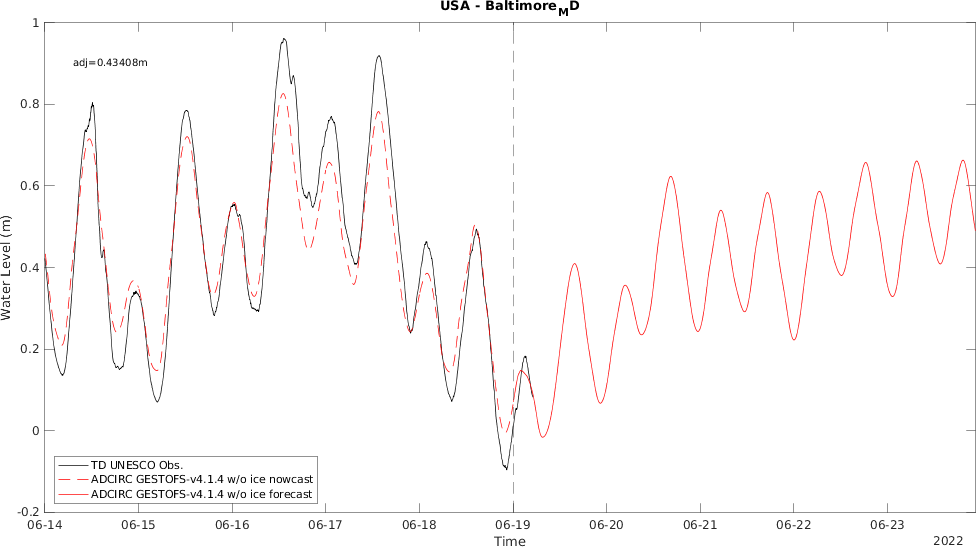 USA - Baltimore_MD
adj=0.43408m
1
0.8
0.6
0.4
0.2
0
-0.2
Water Level (m)
TD UNESCO Obs.
ADCIRC GESTOFS-v4.1.4 w/o ice nowcast
ADCIRC GESTOFS-v4.1.4 w/o ice forecast
06-14 06-15 06-16 06-17 06-18 06-19 06-20 06-21 06-22 06-23
Time
2022